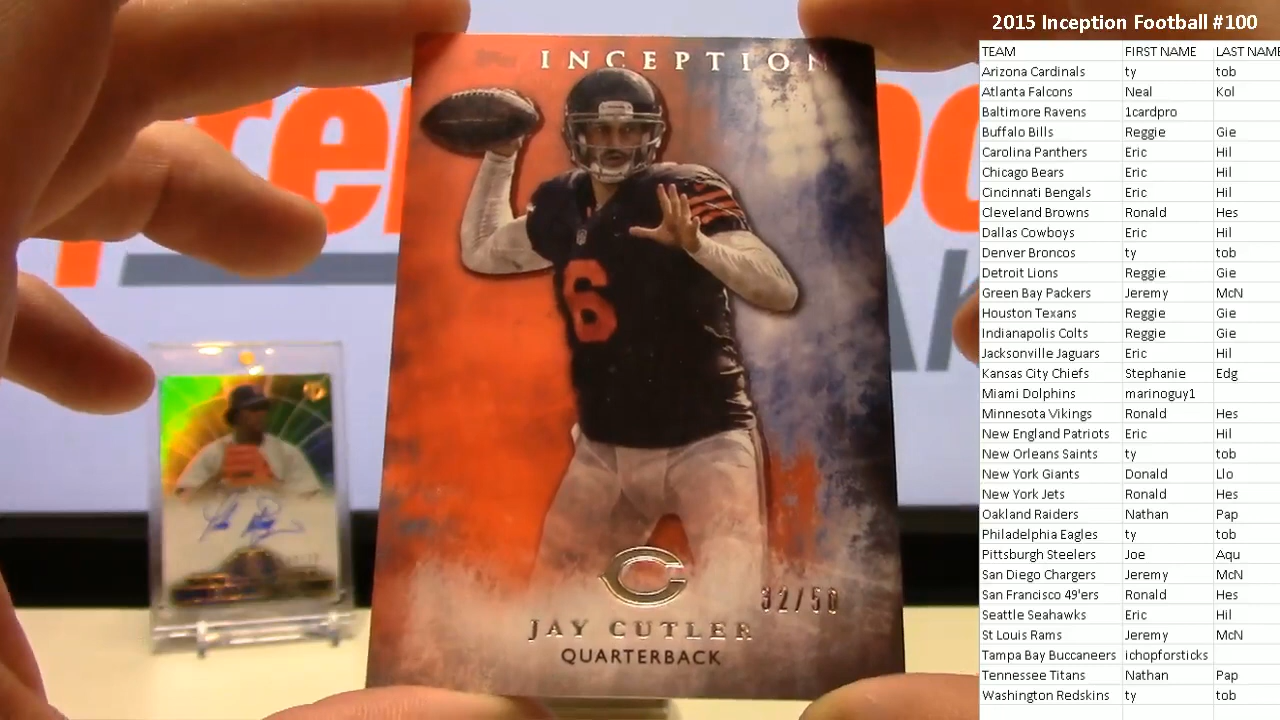 2015 Inception Football #100
TEAM FIRST NAME LAST NAME
Arizona Cardinals ty tob
Atlanta Falcons Neal Kol
Baltimore Ravens 1cardpro
Buffalo Bills Reggie Gie
Carolina Panthers Eric Hil
Chicago Bears Eric Hil
Cincinnati Bengals Eric Hil
Cleveland Browns Ronald Hes
Dallas Cowboys Eric Hil
Denver Broncos ty tob
Detroit Lions Reggie Gie
Green Bay Packers Jeremy McN
Houston Texans Reggie Gie
Indianapolis Colts Reggie Gie
Jacksonville Jaguars Eric Hil
Kansas City Chiefs Stephanie Edg
Miami Dolphins marinoguy1
Minnesota Vikings Ronald Hes
New England Patriots Eric Hil
New Orleans Saints ty tob
New York Giants Donald Llo
New York Jets Ronald Hes
Oakland Raiders Nathan Pap
Philadelphia Eagles ty tob
Pittsburgh Steelers Joe Aqu
San Diego Chargers Jeremy McN
San Francisco 49'ers Ronald Hes
Seattle Seahawks Eric Hil
St Louis Rams Jeremy McN
Tampa Bay Buccaneers ichopforsticks
Tennessee Titans Nathan Pap
Washington Redskins ty tob
INCEPTION
6
C
32/50
JAY CUTLER
QUARTERBACK